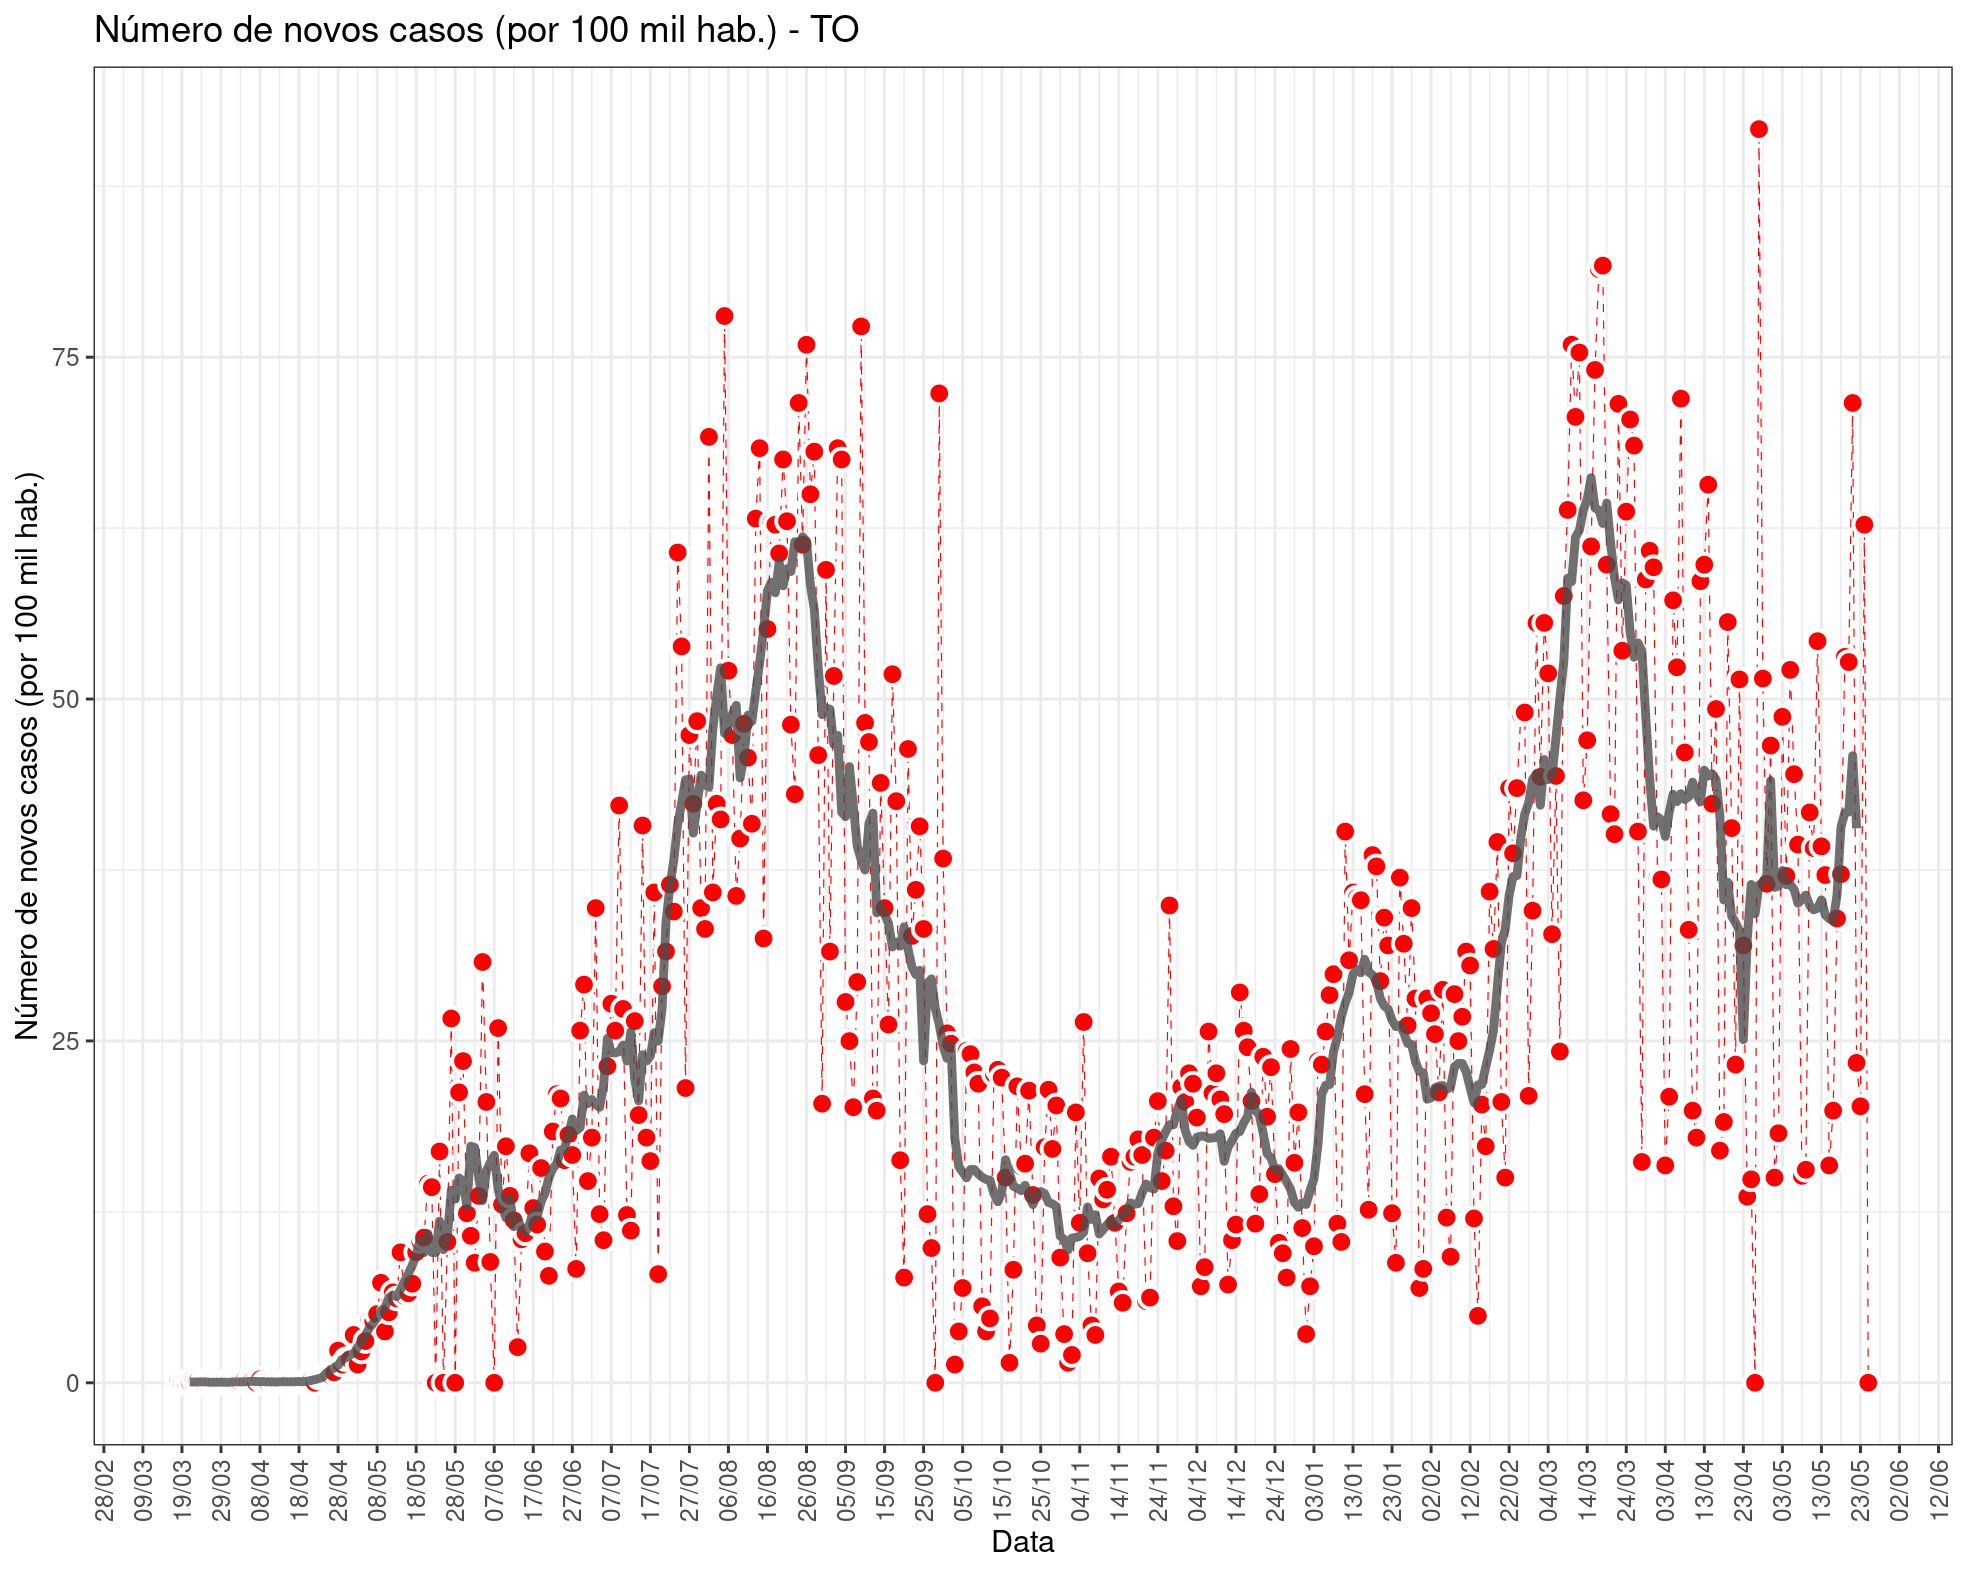 Número de novos casos (por 100 mil hab.) - TO
Número de novos casos (por 100 mil hab.)
75
50
25
0
28/02 09/03 19/03 29/03 08/04 18/04 28/04 08/05 18/05 28/05 07/06 17/06 27/06 07/07 17/07 27/07 06/08 16/08 26/08 05/09 15/09 25/09 05/10 15/10 25/10 04/11 14/11 24/11 04/12 14/12 24/12 03/01 13/01 23/01 02/02 12/02 22/02 04/03 14/03 24/03 03/04 13/04 23/04 03/05 13/05 23/05 02/06 12/06
Data